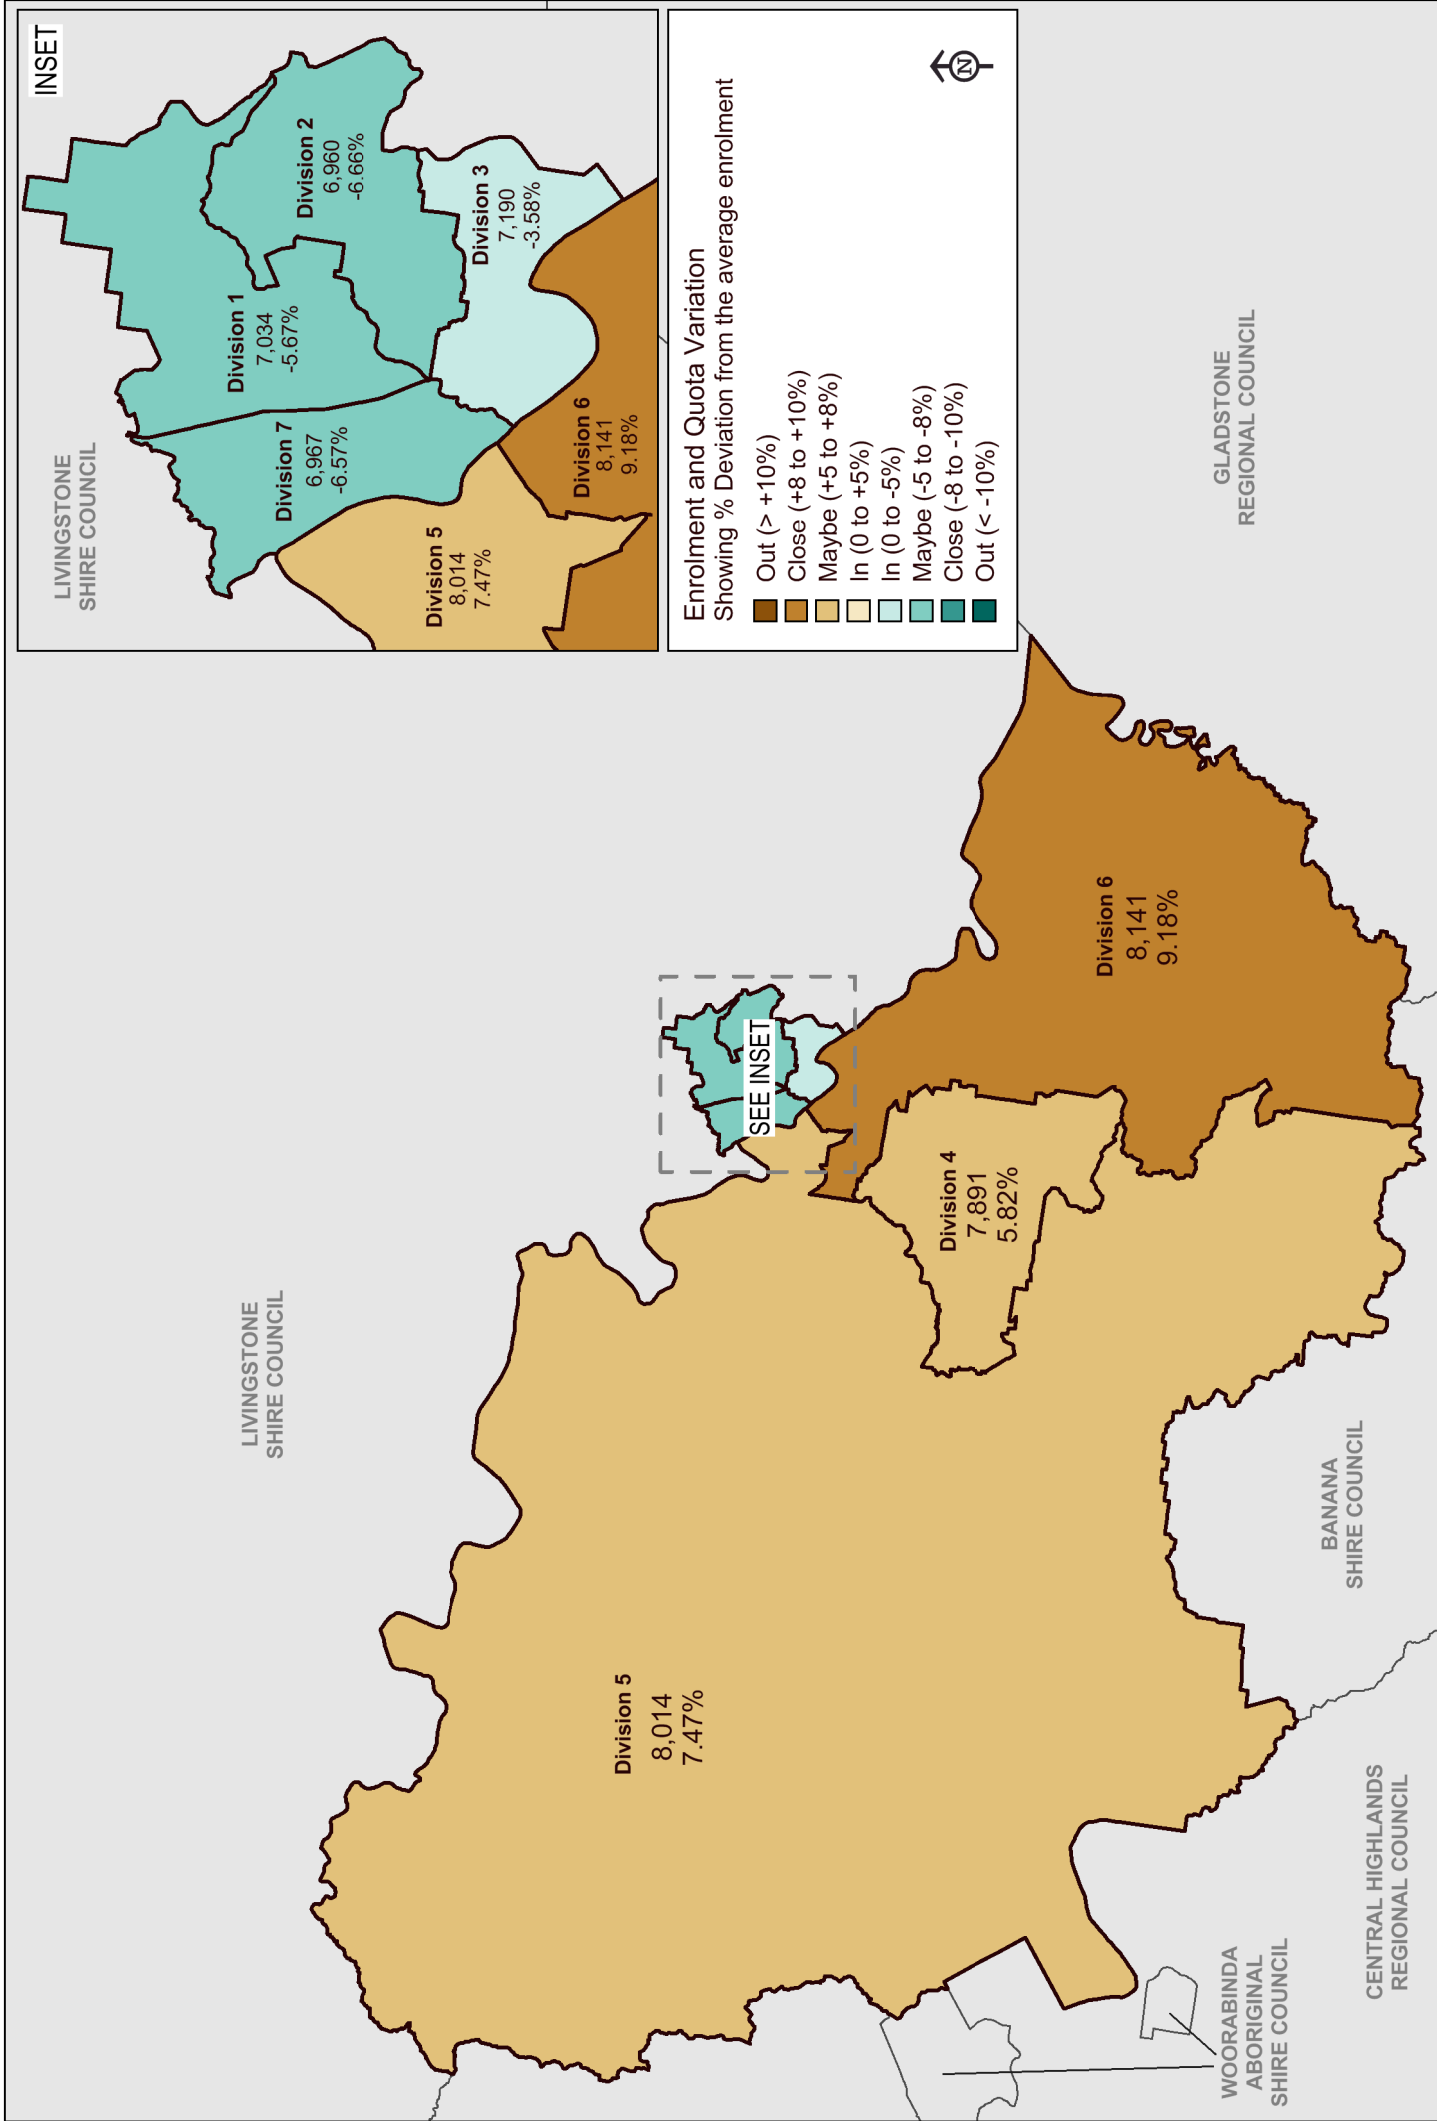 INSET
LIVINGSTONE
SHIRE COUNCIL
Division 1
7,034
-5.67%
Division 2
6,960
-6.66%
Division 7
6,967
-6.57%
Division 3
7,190
-3.58%
Division 5
8,014
7.47%
Division 6
8,141
9.18%
Enrolment and Quota Variation
Showing % Deviation from the average enrolment
Out (> +10%)
Close (+8 to +10%)
Maybe (+5 to +8%)
In (0 to +5%)
In (0 to -5%)
Maybe (-5 to -8%)
Close (-8 to -10%)
Out (< -10%)
N
LIVINGSTONE
SHIRE COUNCIL
SEE INSET
Division 5
8,014
7.47%
Division 4
7,891
5.82%
Division 6
8,141
9.18%
GLADSTONE
REGIONAL COUNCIL
BANANA
SHIRE COUNCIL
WOORABINDA
ABORIGINAL
SHIRE COUNCIL
CENTRAL HIGHLANDS
REGIONAL COUNCIL